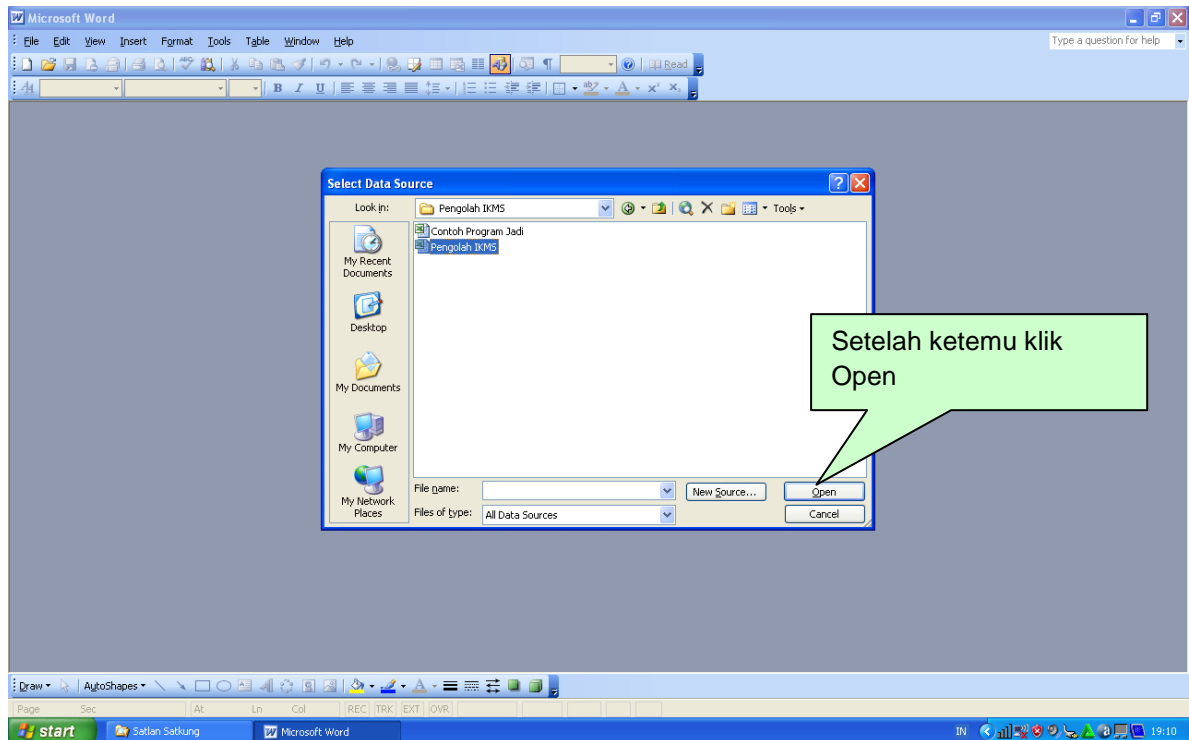 Microsoft Word
File Edit View Insert Format Tools Table Window Help
Type a question for help
Read
B I U
Select Data Source
Look in: Pengolah IKMS Tools
Contoh Program Jadi
Pengolah IKMS
My Recent Documents
Desktop
My Documents
My Computer
My Network Places
File name: New Source... Open
Files of type: All Data Sources Cancel
Setelah ketemu klik
Open
Draw AutoShapes
Page Sec At Ln Col REC TRK EXT OVR
start Satlan Satkung Microsoft Word IN 19:10